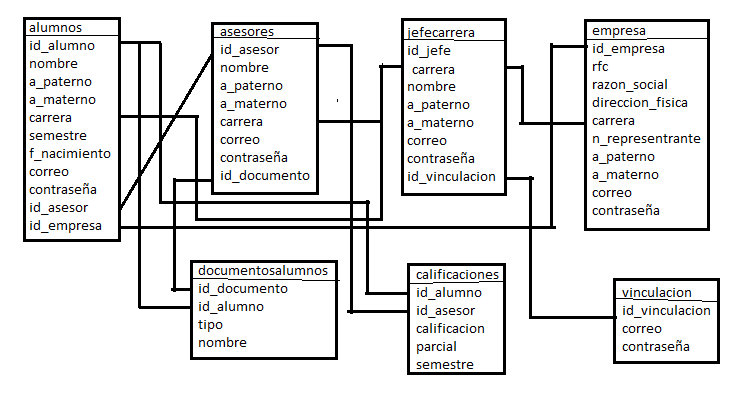 alumnos
id_alumno
nombre
a_paterno
a_materno
carrera
semestre
f_nacimiento
correo
contraseña
id_asesor
id_empresa
asesores
id_asesor
nombre
a_paterno
a_materno
carrera
correo
contraseña
id_documento
jefecarrera
id_jefe
carrera
nombre
a_paterno
a_materno
correo
contraseña
id_vinculacion
empresa
id_empresa
rfc
razon_social
direccion_fisica
carrera
n_representrante
a_paterno
a_materno
correo
contraseña
documentosalumnos
id_documento
id_alumno
tipo
nombre
calificaciones
id_alumno
id_asesor
calificacion
parcial
semestre
vinculacion
id_vinculacion
correo
contraseña